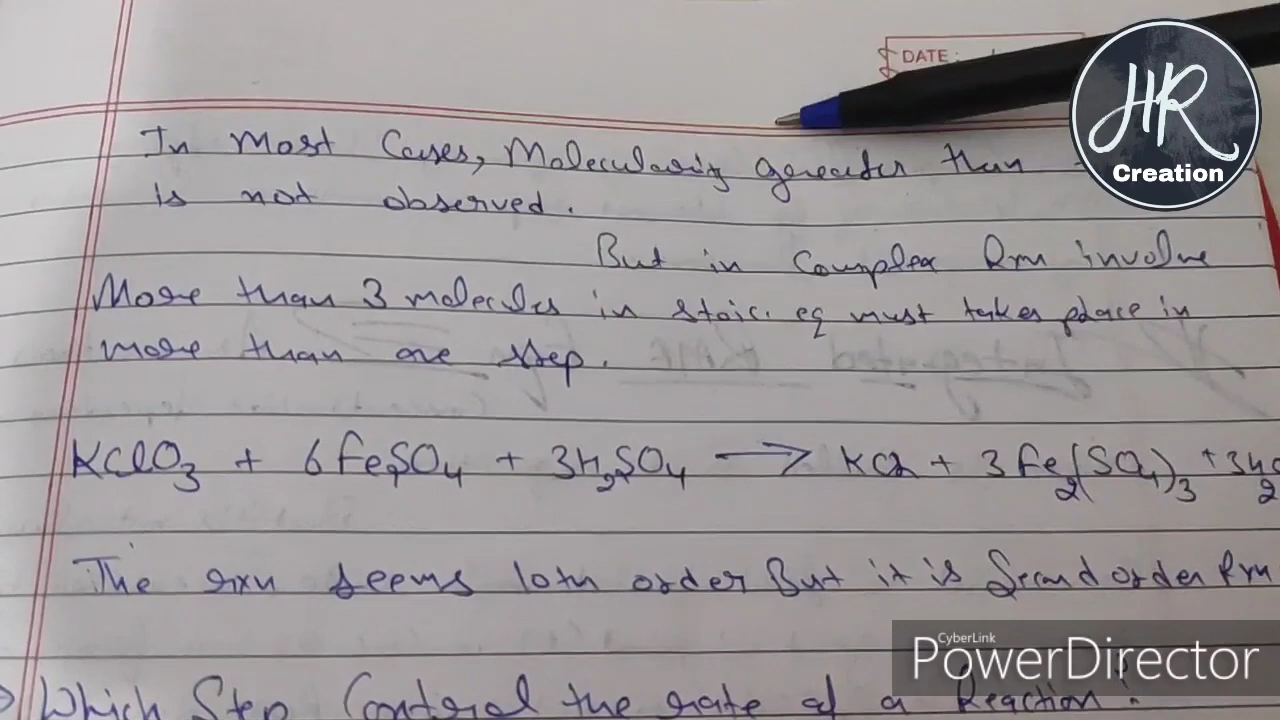 DATE:
HR
Creation
In Most Cases, Molecularity gereater than
is not observed.
But in Complex Rxn involve
More than 3 molecules in stoic. eq must takes place in
more than one step.
KClO3 + 6FeSO4 + 3H2SO4 → KCl + 3Fe2(SO4)3 + 3H2O
The rxn seems 10th order But it is Second order Rxn
Which Step Control the rate of a Reaction?
CyberLink
PowerDirector